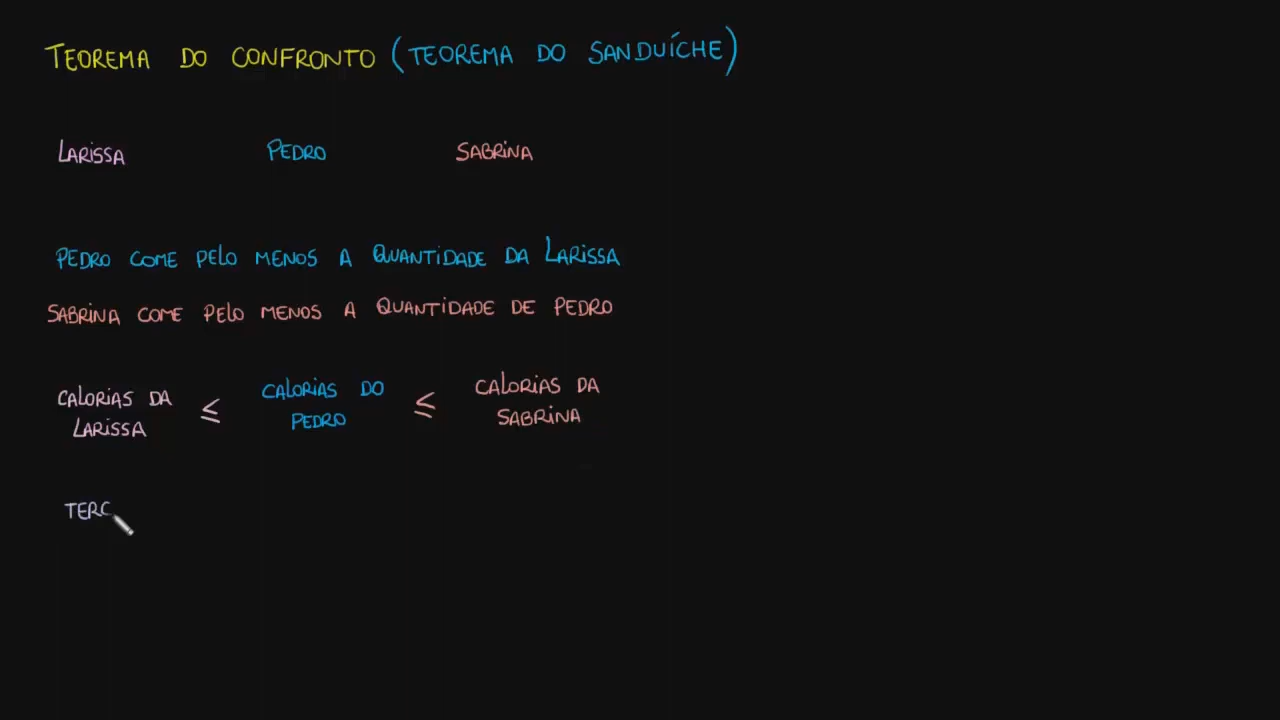 TEOREMA DO CONFRONTO (TEOREMA DO SANDUÍCHE)
LARISSA PEDRO SABRINA
PEDRO COME PELO MENOS A QUANTIDADE DA LARISSA
SABRINA COME PELO MENOS A QUANTIDADE DE PEDRO
CALORIAS DA LARISSA ≤ CALORIAS DO PEDRO ≤ CALORIAS DA SABRINA
TERC